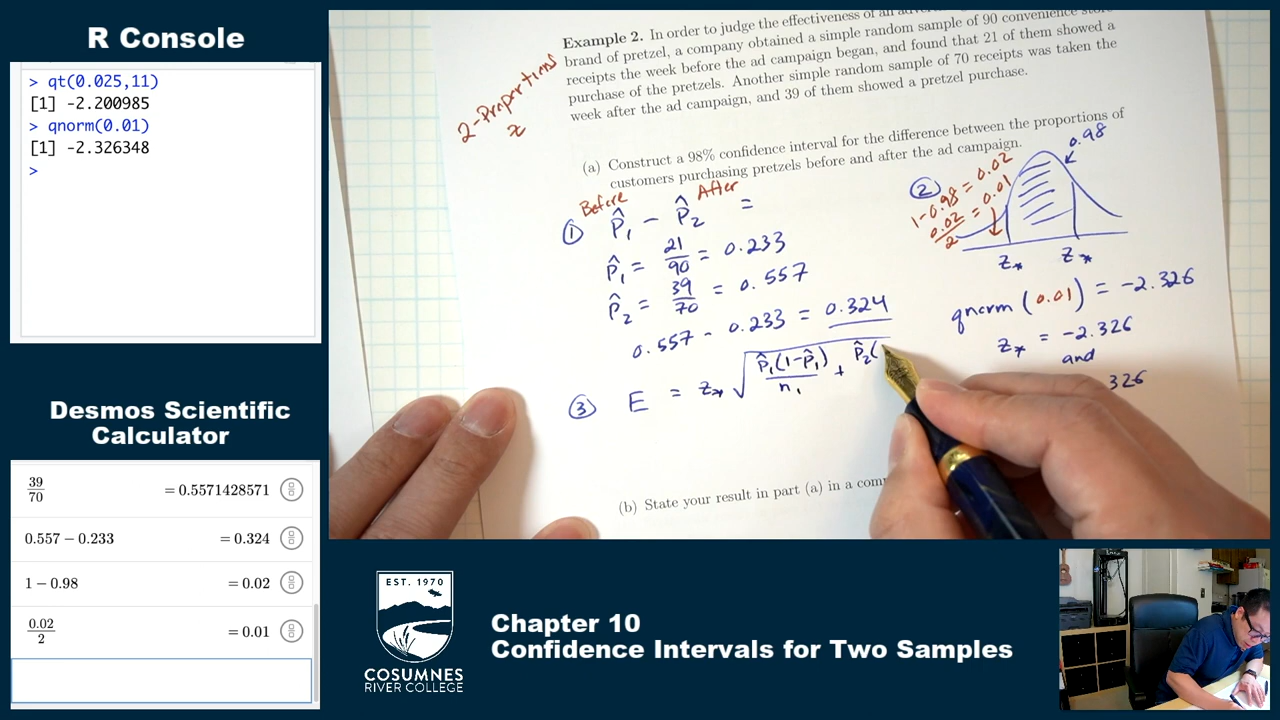 R Console
> qt(0.025,11)
[1] -2.200985
> qnorm(0.01)
[1] -2.326348
>
Desmos Scientific
Calculator
39/70 = 0.5571428571
0.557 − 0.233 = 0.324
1 − 0.98 = 0.02
0.02/2 = 0.01
Example 2. In order to judge the effectiveness of an
brand of pretzel, a company obtained a simple random sample of 90 convenience
receipts the week before the ad campaign began, and found that 21 of them showed a
purchase of the pretzels. Another simple random sample of 70 receipts was taken the
week after the ad campaign, and 39 of them showed a pretzel purchase.
2-Proportions
z
(a) Construct a 98% confidence interval for the difference between the proportions of
customers purchasing pretzels before and after the ad campaign.
Before After
① p̂₁ − p̂₂ =
p̂₁ = 21/90 = 0.233
p̂₂ = 39/70 = 0.557
0.557 − 0.233 = 0.324
② 0.98
1−0.98 = 0.02
0.02/2 = 0.01
z* z*
qnorm (0.01) = −2.326
z* = −2.326
and
326
③ E = z* √ p̂₁(1−p̂₁)/n₁ + p̂₂(
(b) State your result in part (a) in a
EST. 1970
COSUMNES
RIVER COLLEGE
Chapter 10
Confidence Intervals for Two Samples